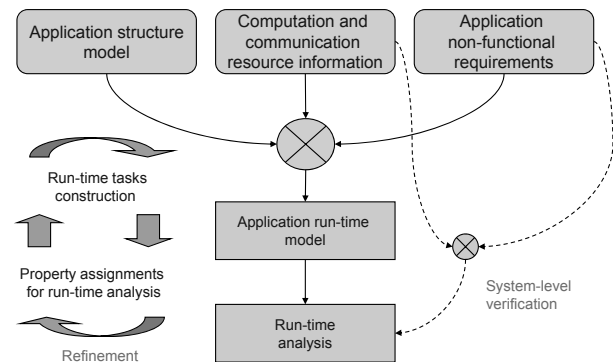 Application structure
model
Computation and
communication
resource information
Application
non-functional
requirements
Run-time tasks
construction
Property assignments
for run-time analysis
Refinement
Application run-time
model
Run-time
analysis
System-level
verification